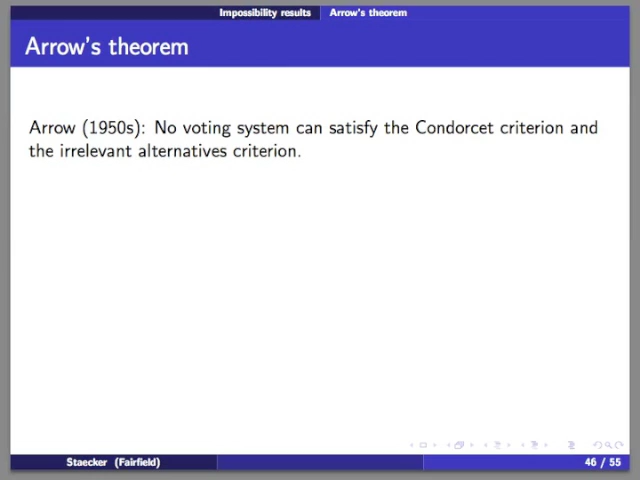 Impossibility results Arrow's theorem
Arrow's theorem
Arrow (1950s): No voting system can satisfy the Condorcet criterion and
the irrelevant alternatives criterion.
Staecker (Fairfield) 46 / 55